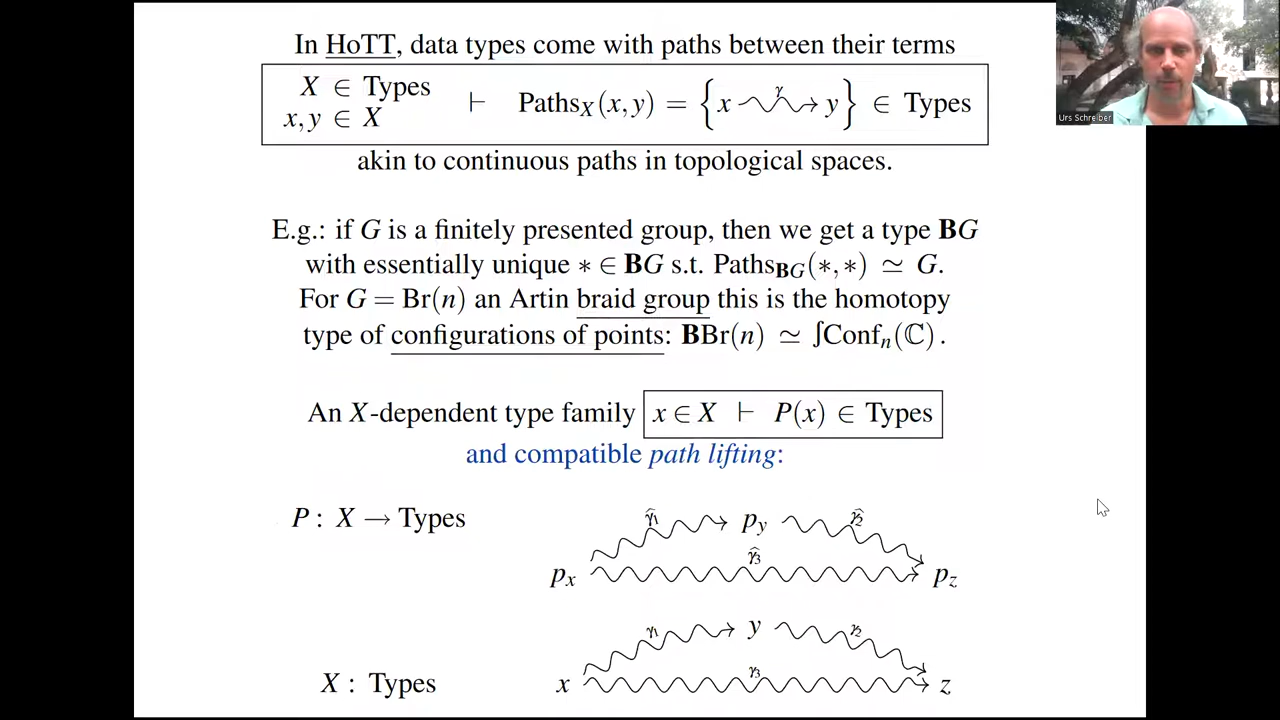 In HoTT, data types come with paths between their terms
X ∈ Types
x, y ∈ X
⊢ Paths_X(x, y) = { x γ y } ∈ Types
akin to continuous paths in topological spaces.
E.g.: if G is a finitely presented group, then we get a type BG
with essentially unique * ∈ BG s.t. Paths_BG(*, *) ≃ G.
For G = Br(n) an Artin braid group this is the homotopy
type of configurations of points: BBr(n) ≃ ∫Conf_n(ℂ).
An X-dependent type family x ∈ X ⊢ P(x) ∈ Types
and compatible path lifting:
P : X → Types
γ̂₁ p_y γ̂₂
γ̂₃
p_x p_z
γ₁ y γ₂
γ₃
X : Types
x z
Urs Schreiber